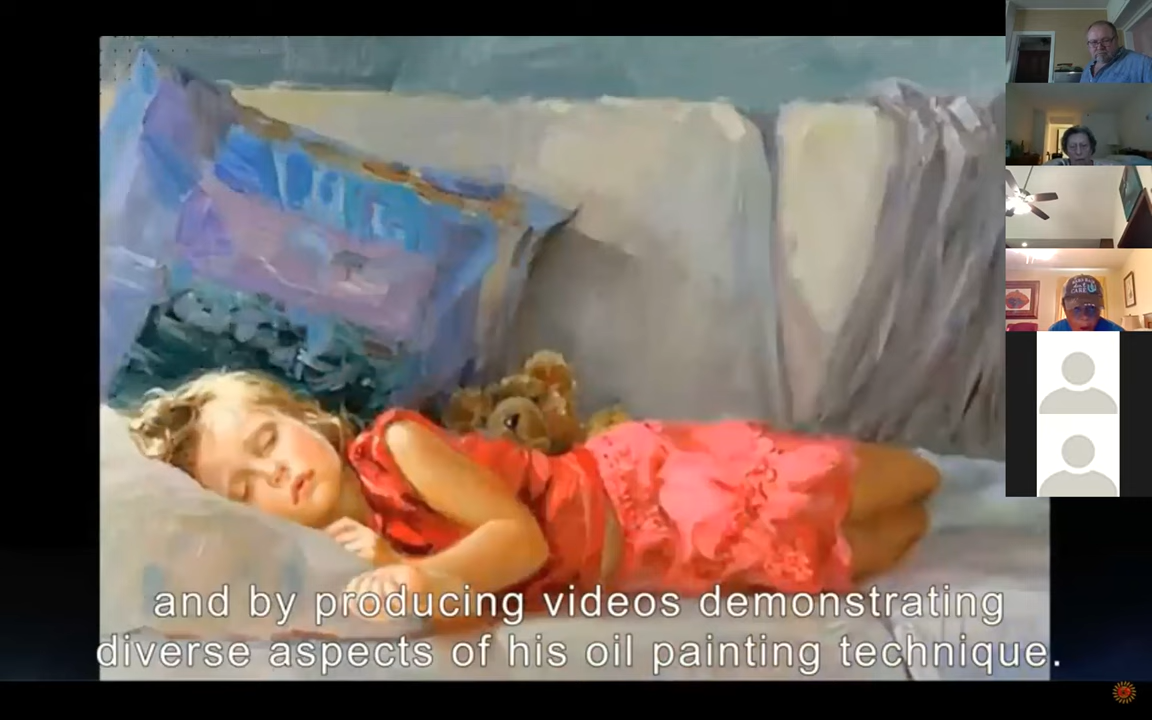 and by producing videos demonstrating
diverse aspects of his oil painting technique.